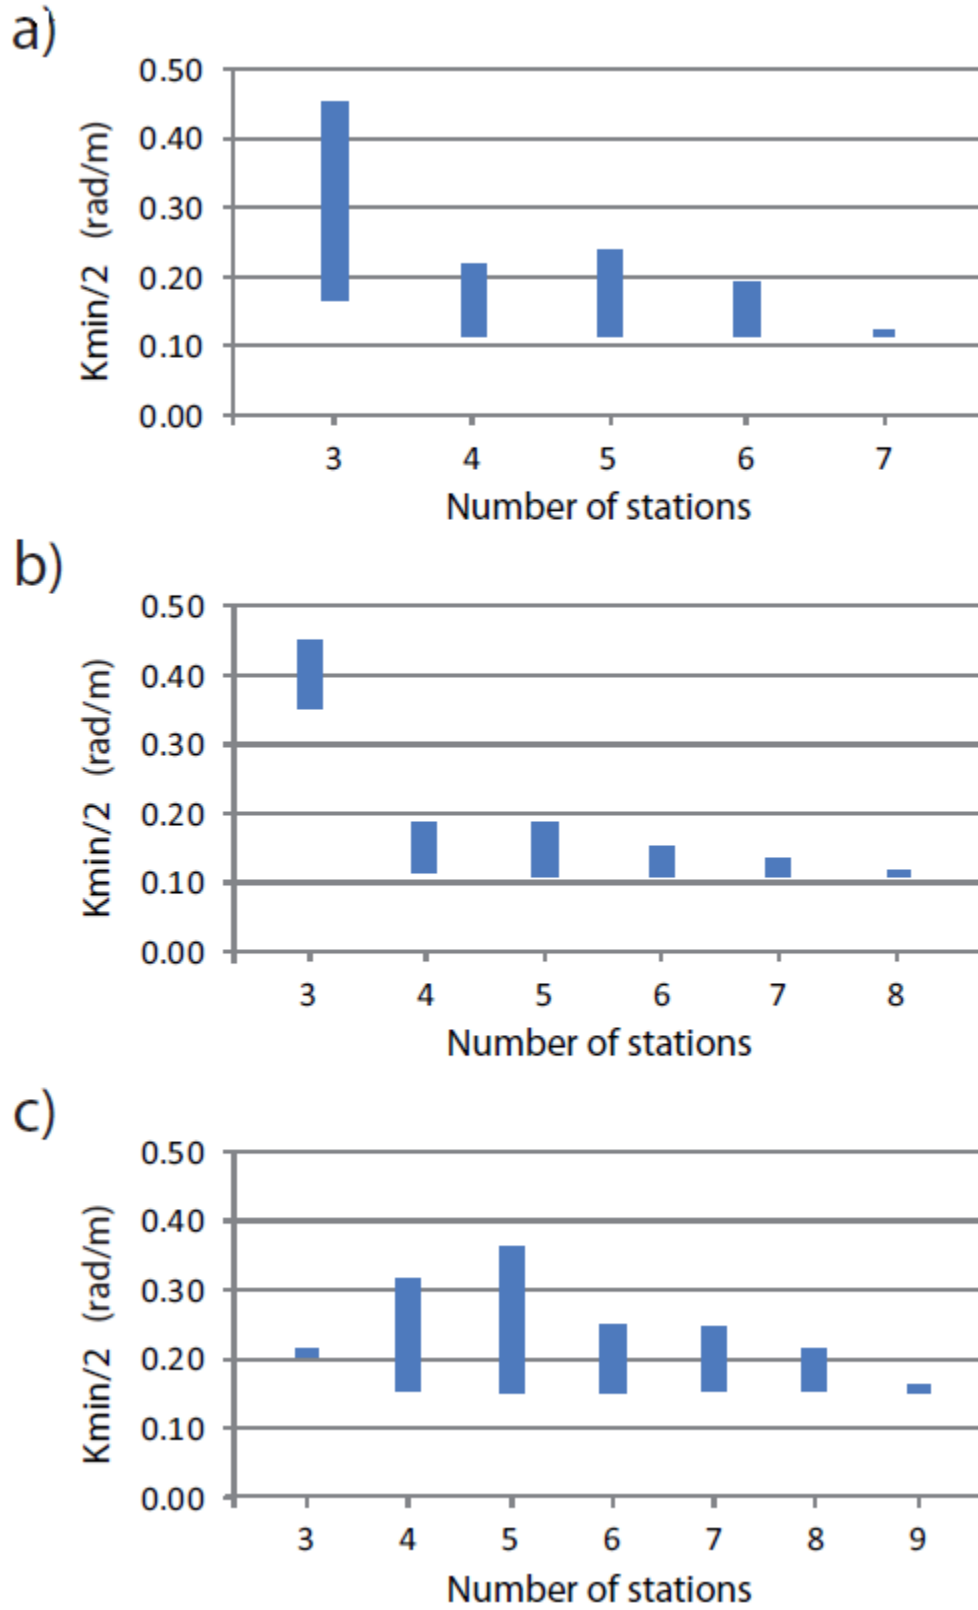 a)
0.50
0.40
0.30
0.20
0.10
0.00
Kmin/2 (rad/m)
3 4 5 6 7
Number of stations
b)
0.50
0.40
0.30
0.20
0.10
0.00
Kmin/2 (rad/m)
3 4 5 6 7 8
Number of stations
c)
0.50
0.40
0.30
0.20
0.10
0.00
Kmin/2 (rad/m)
3 4 5 6 7 8 9
Number of stations